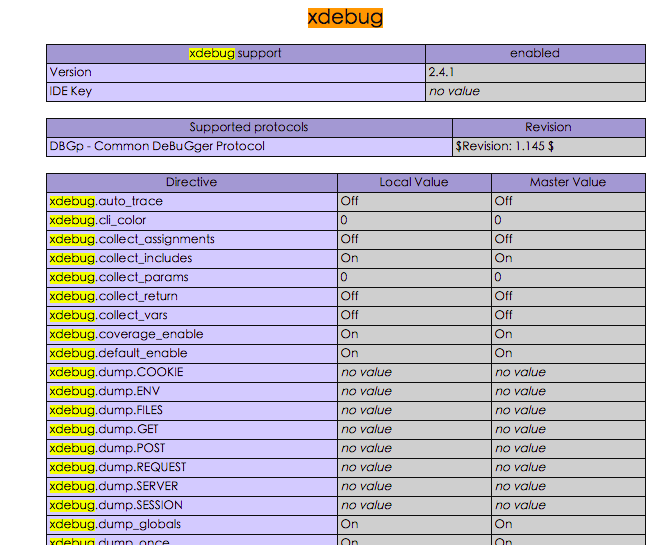 xdebug
xdebug support enabled
Version 2.4.1
IDE Key no value
Supported protocols Revision
DBGp - Common DeBuGger Protocol $Revision: 1.145 $
Directive Local Value Master Value
xdebug.auto_trace Off Off
xdebug.cli_color 0 0
xdebug.collect_assignments Off Off
xdebug.collect_includes On On
xdebug.collect_params 0 0
xdebug.collect_return Off Off
xdebug.collect_vars Off Off
xdebug.coverage_enable On On
xdebug.default_enable On On
xdebug.dump.COOKIE no value no value
xdebug.dump.ENV no value no value
xdebug.dump.FILES no value no value
xdebug.dump.GET no value no value
xdebug.dump.POST no value no value
xdebug.dump.REQUEST no value no value
xdebug.dump.SERVER no value no value
xdebug.dump.SESSION no value no value
xdebug.dump_globals On On
xdebug.dump_once On On